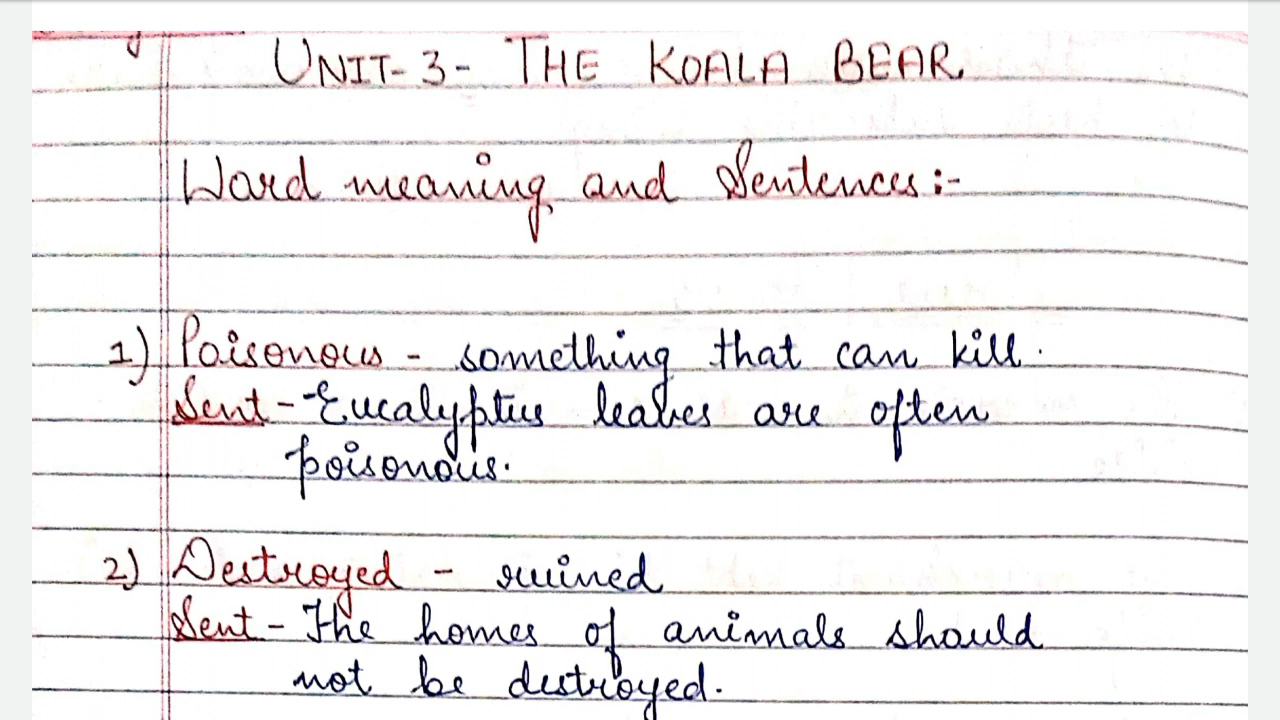 UNIT-3- THE KOALA BEAR
Word meaning and Sentences:-
1) Poisonous - something that can kill.
Sent - Eucalyptus leaves are often
poisonous.
2) Destroyed - ruined
Sent - The homes of animals should
not be destroyed.